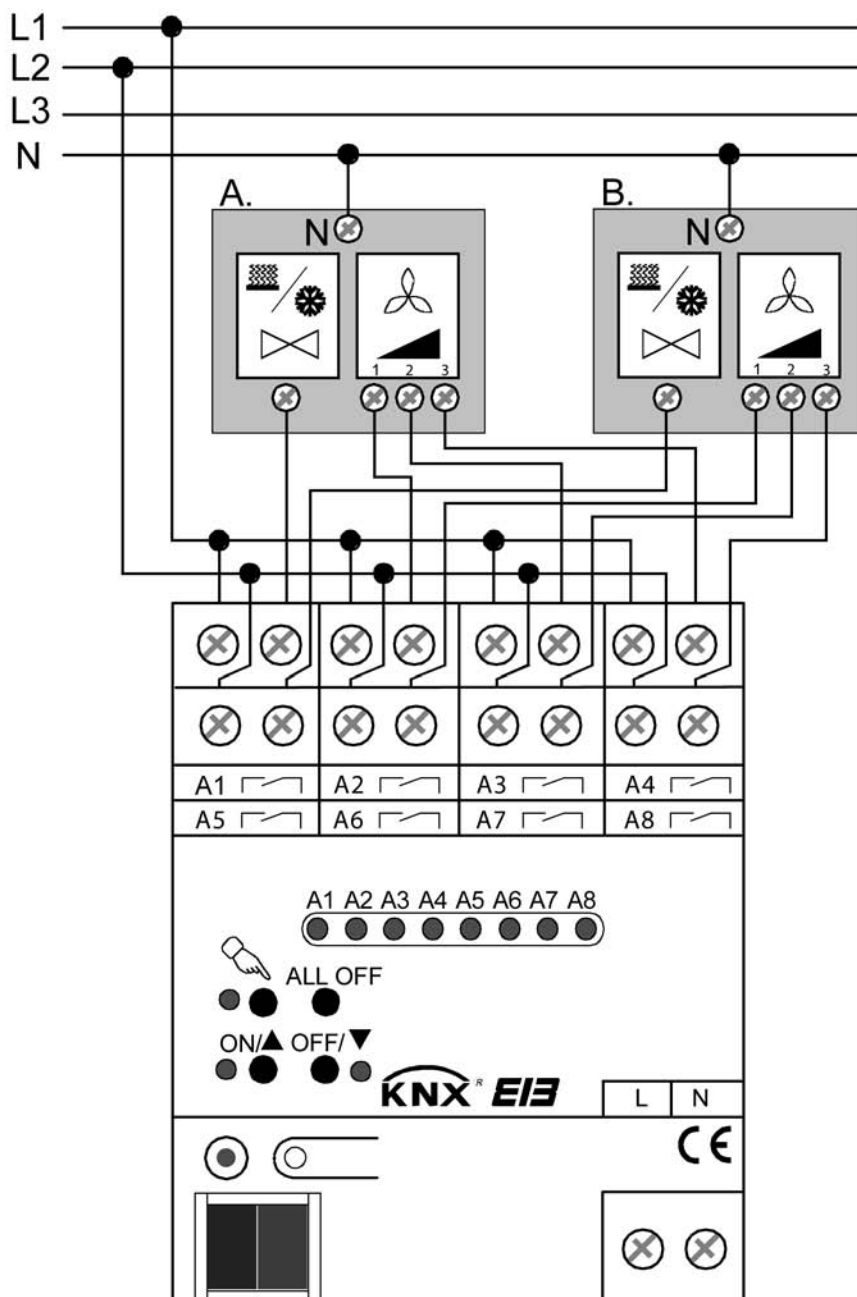 L1
L2
L3
N
A. B.
N N
1 2 3 1 2 3
A1 A2 A3 A4
A5 A6 A7 A8
A1 A2 A3 A4 A5 A6 A7 A8
ALL OFF
ON/▲ OFF/▼
KNX® EIB
L N
CE